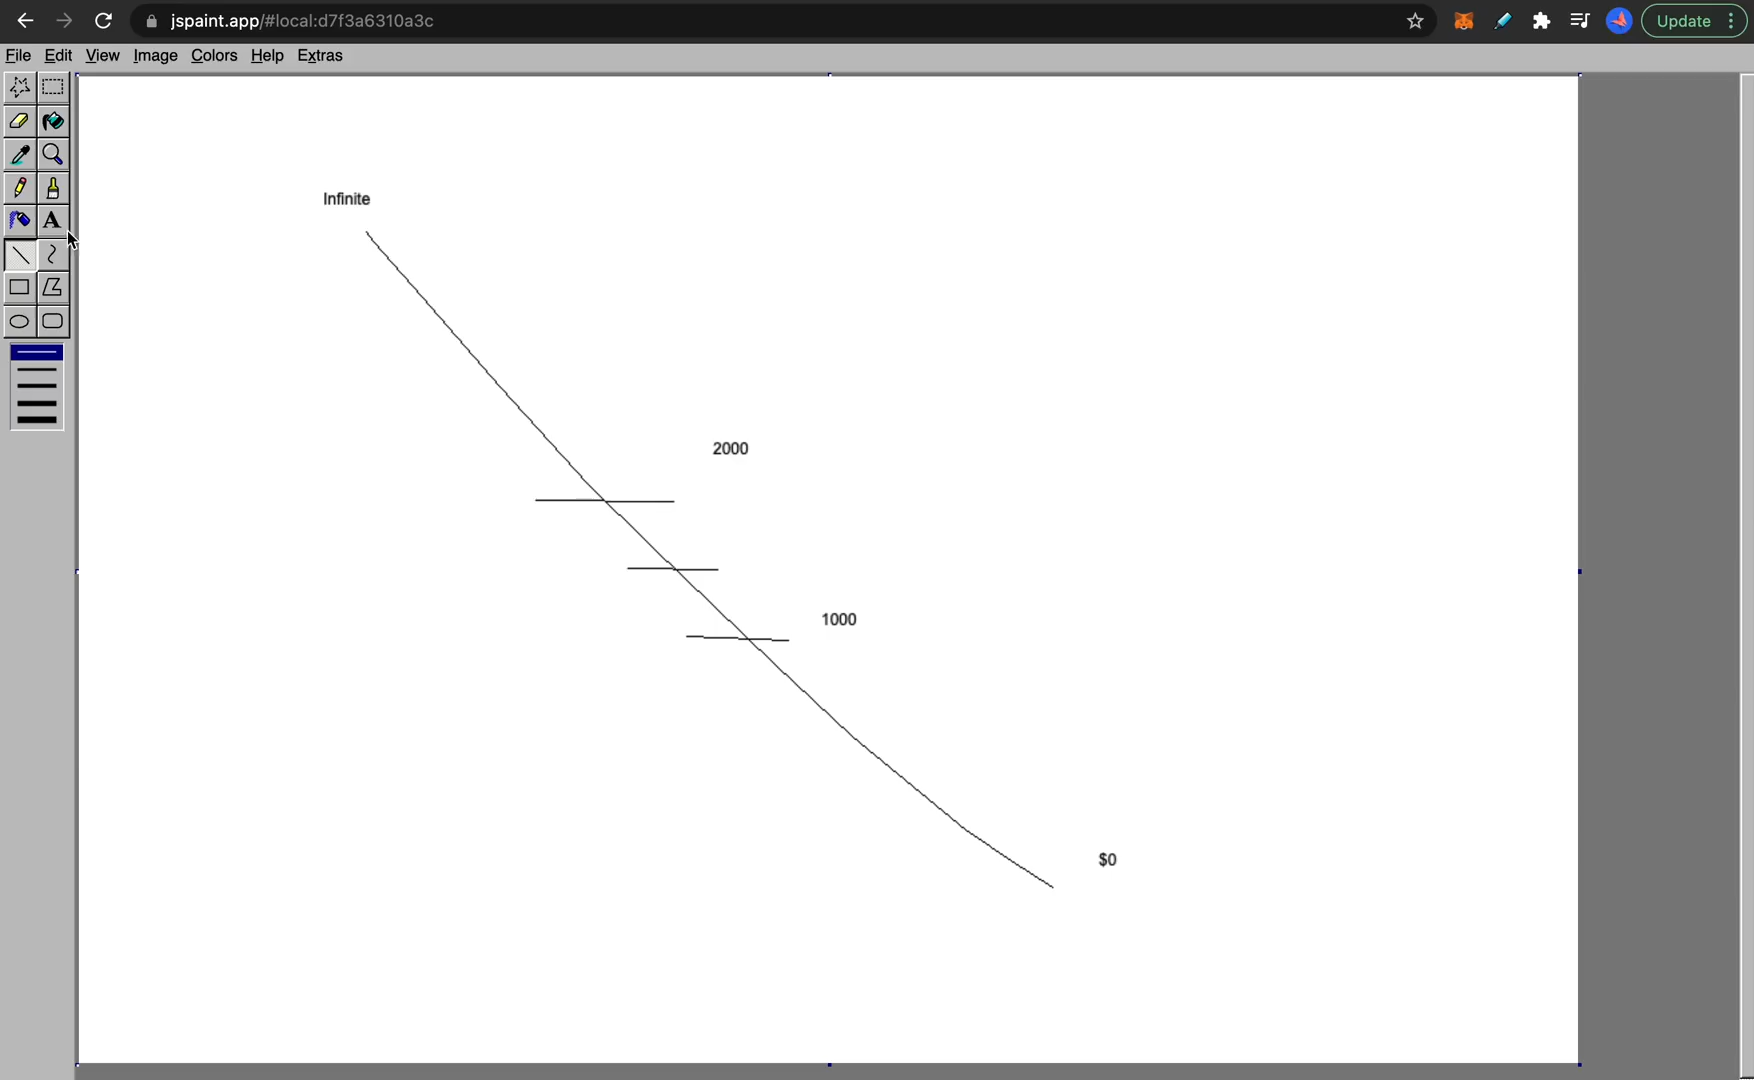 jspaint.app/#local:d7f3a6310a3c
Update
File Edit View Image Colors Help Extras
A
Infinite
2000
1000
$0